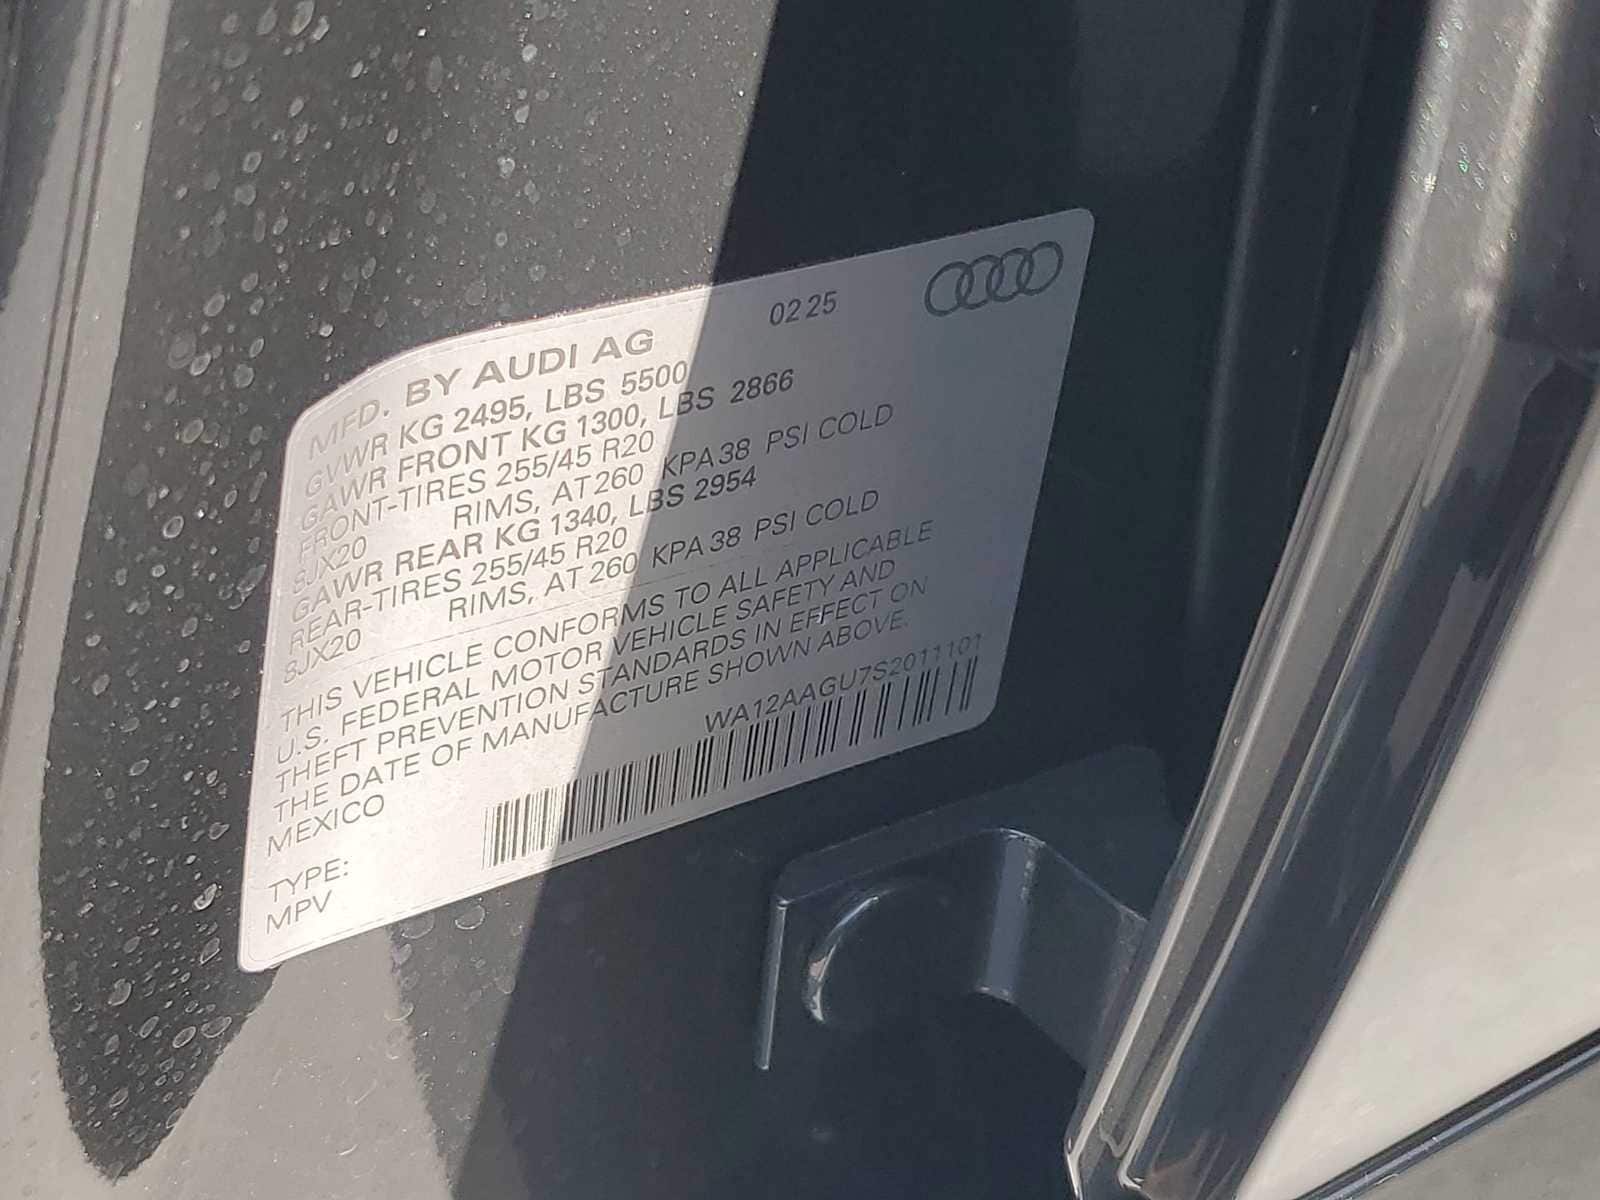 MFD. BY AUDI AG 02 25
GVWR KG 2495, LBS 5500
GAWR FRONT KG 1300, LBS 2866
FRONT-TIRES 255/45 R20
8JX20 RIMS, AT 260 KPA 38 PSI COLD
GAWR REAR KG 1340, LBS 2954
REAR-TIRES 255/45 R20
8JX20 RIMS, AT 260 KPA 38 PSI COLD
THIS VEHICLE CONFORMS TO ALL APPLICABLE
U.S. FEDERAL MOTOR VEHICLE SAFETY AND
THEFT PREVENTION STANDARDS IN EFFECT ON
THE DATE OF MANUFACTURE SHOWN ABOVE.
MEXICO WA12AAGU7S2011101
TYPE:
MPV